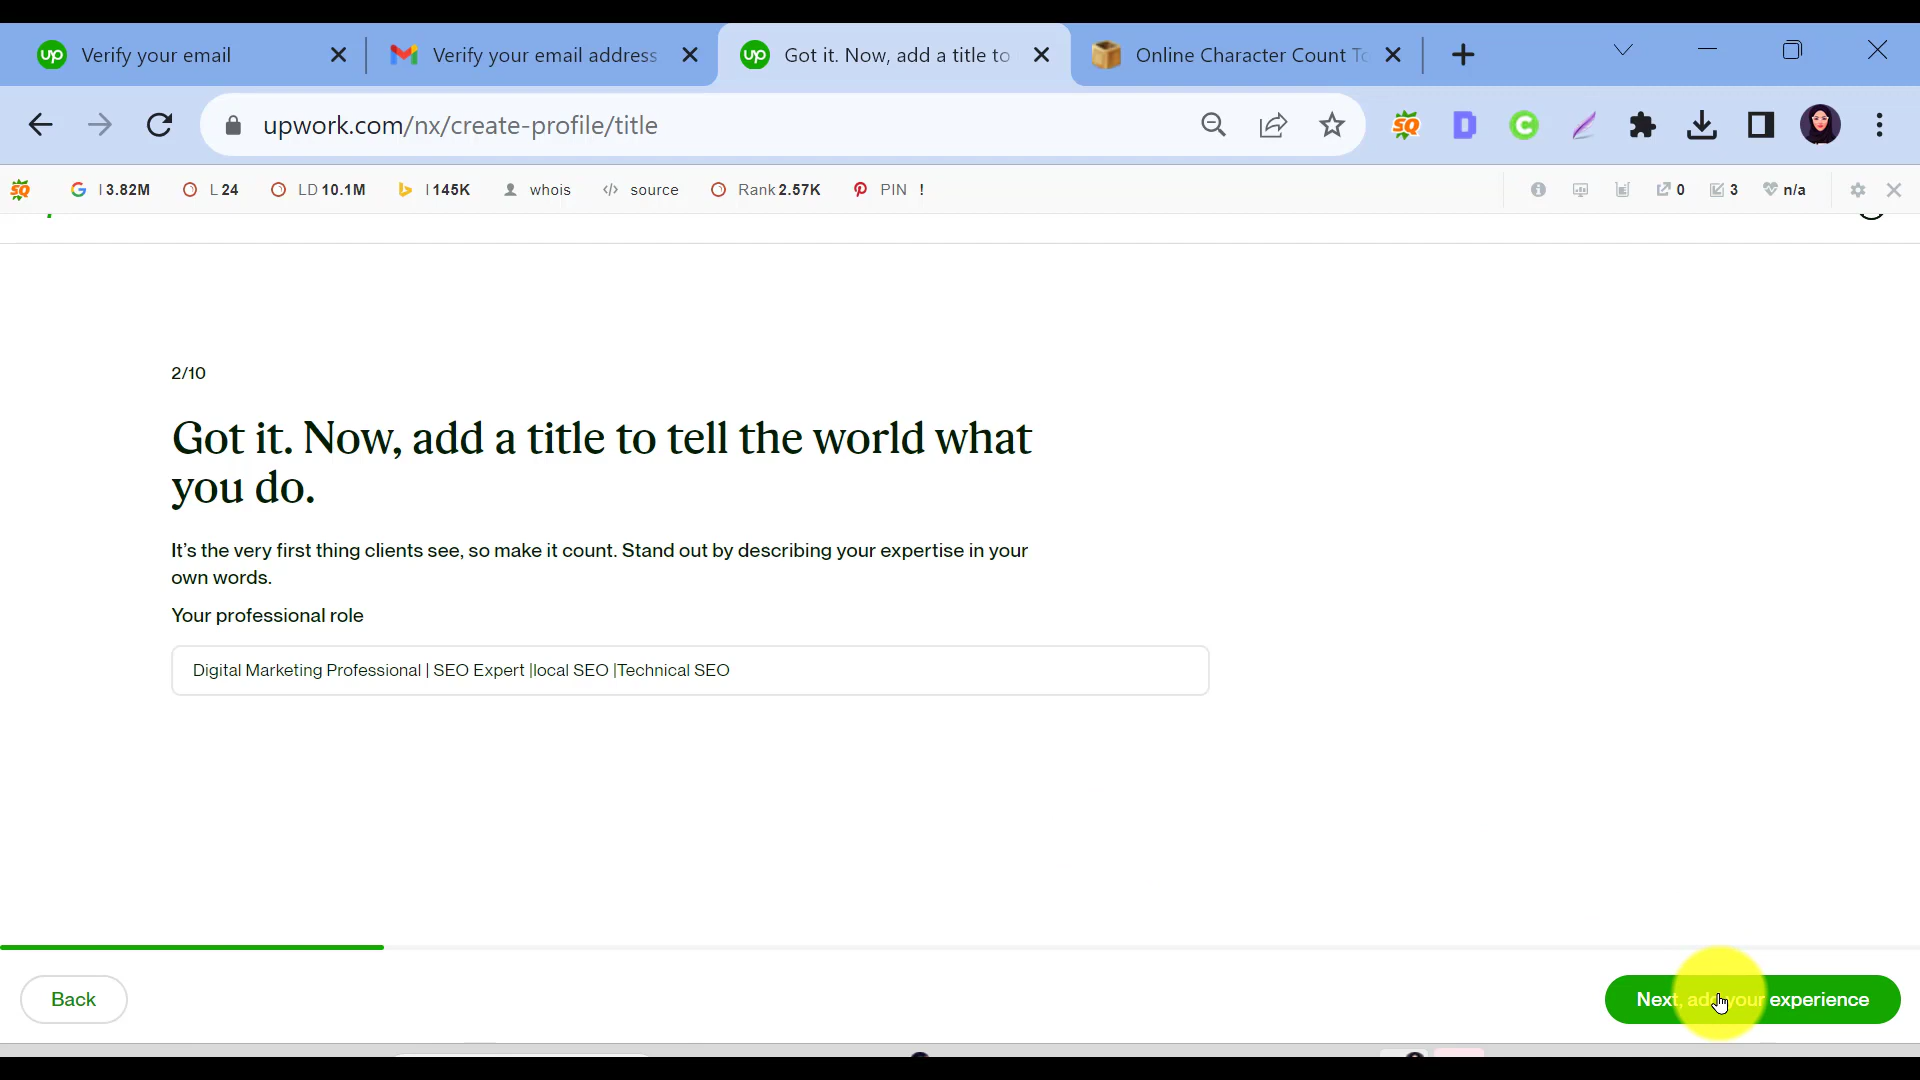 Verify your email
Verify your email address
Got it. Now, add a title to
Online Character Count To
upwork.com/nx/create-profile/title
I 3.82M
L 24
LD 10.1M
I 145K
whois
source
Rank 2.57K
PIN !
0
3
n/a
2/10
Got it. Now, add a title to tell the world what
you do.
It's the very first thing clients see, so make it count. Stand out by describing your expertise in your
own words.
Your professional role
Digital Marketing Professional | SEO Expert |local SEO |Technical SEO
Back
Next, add your experience